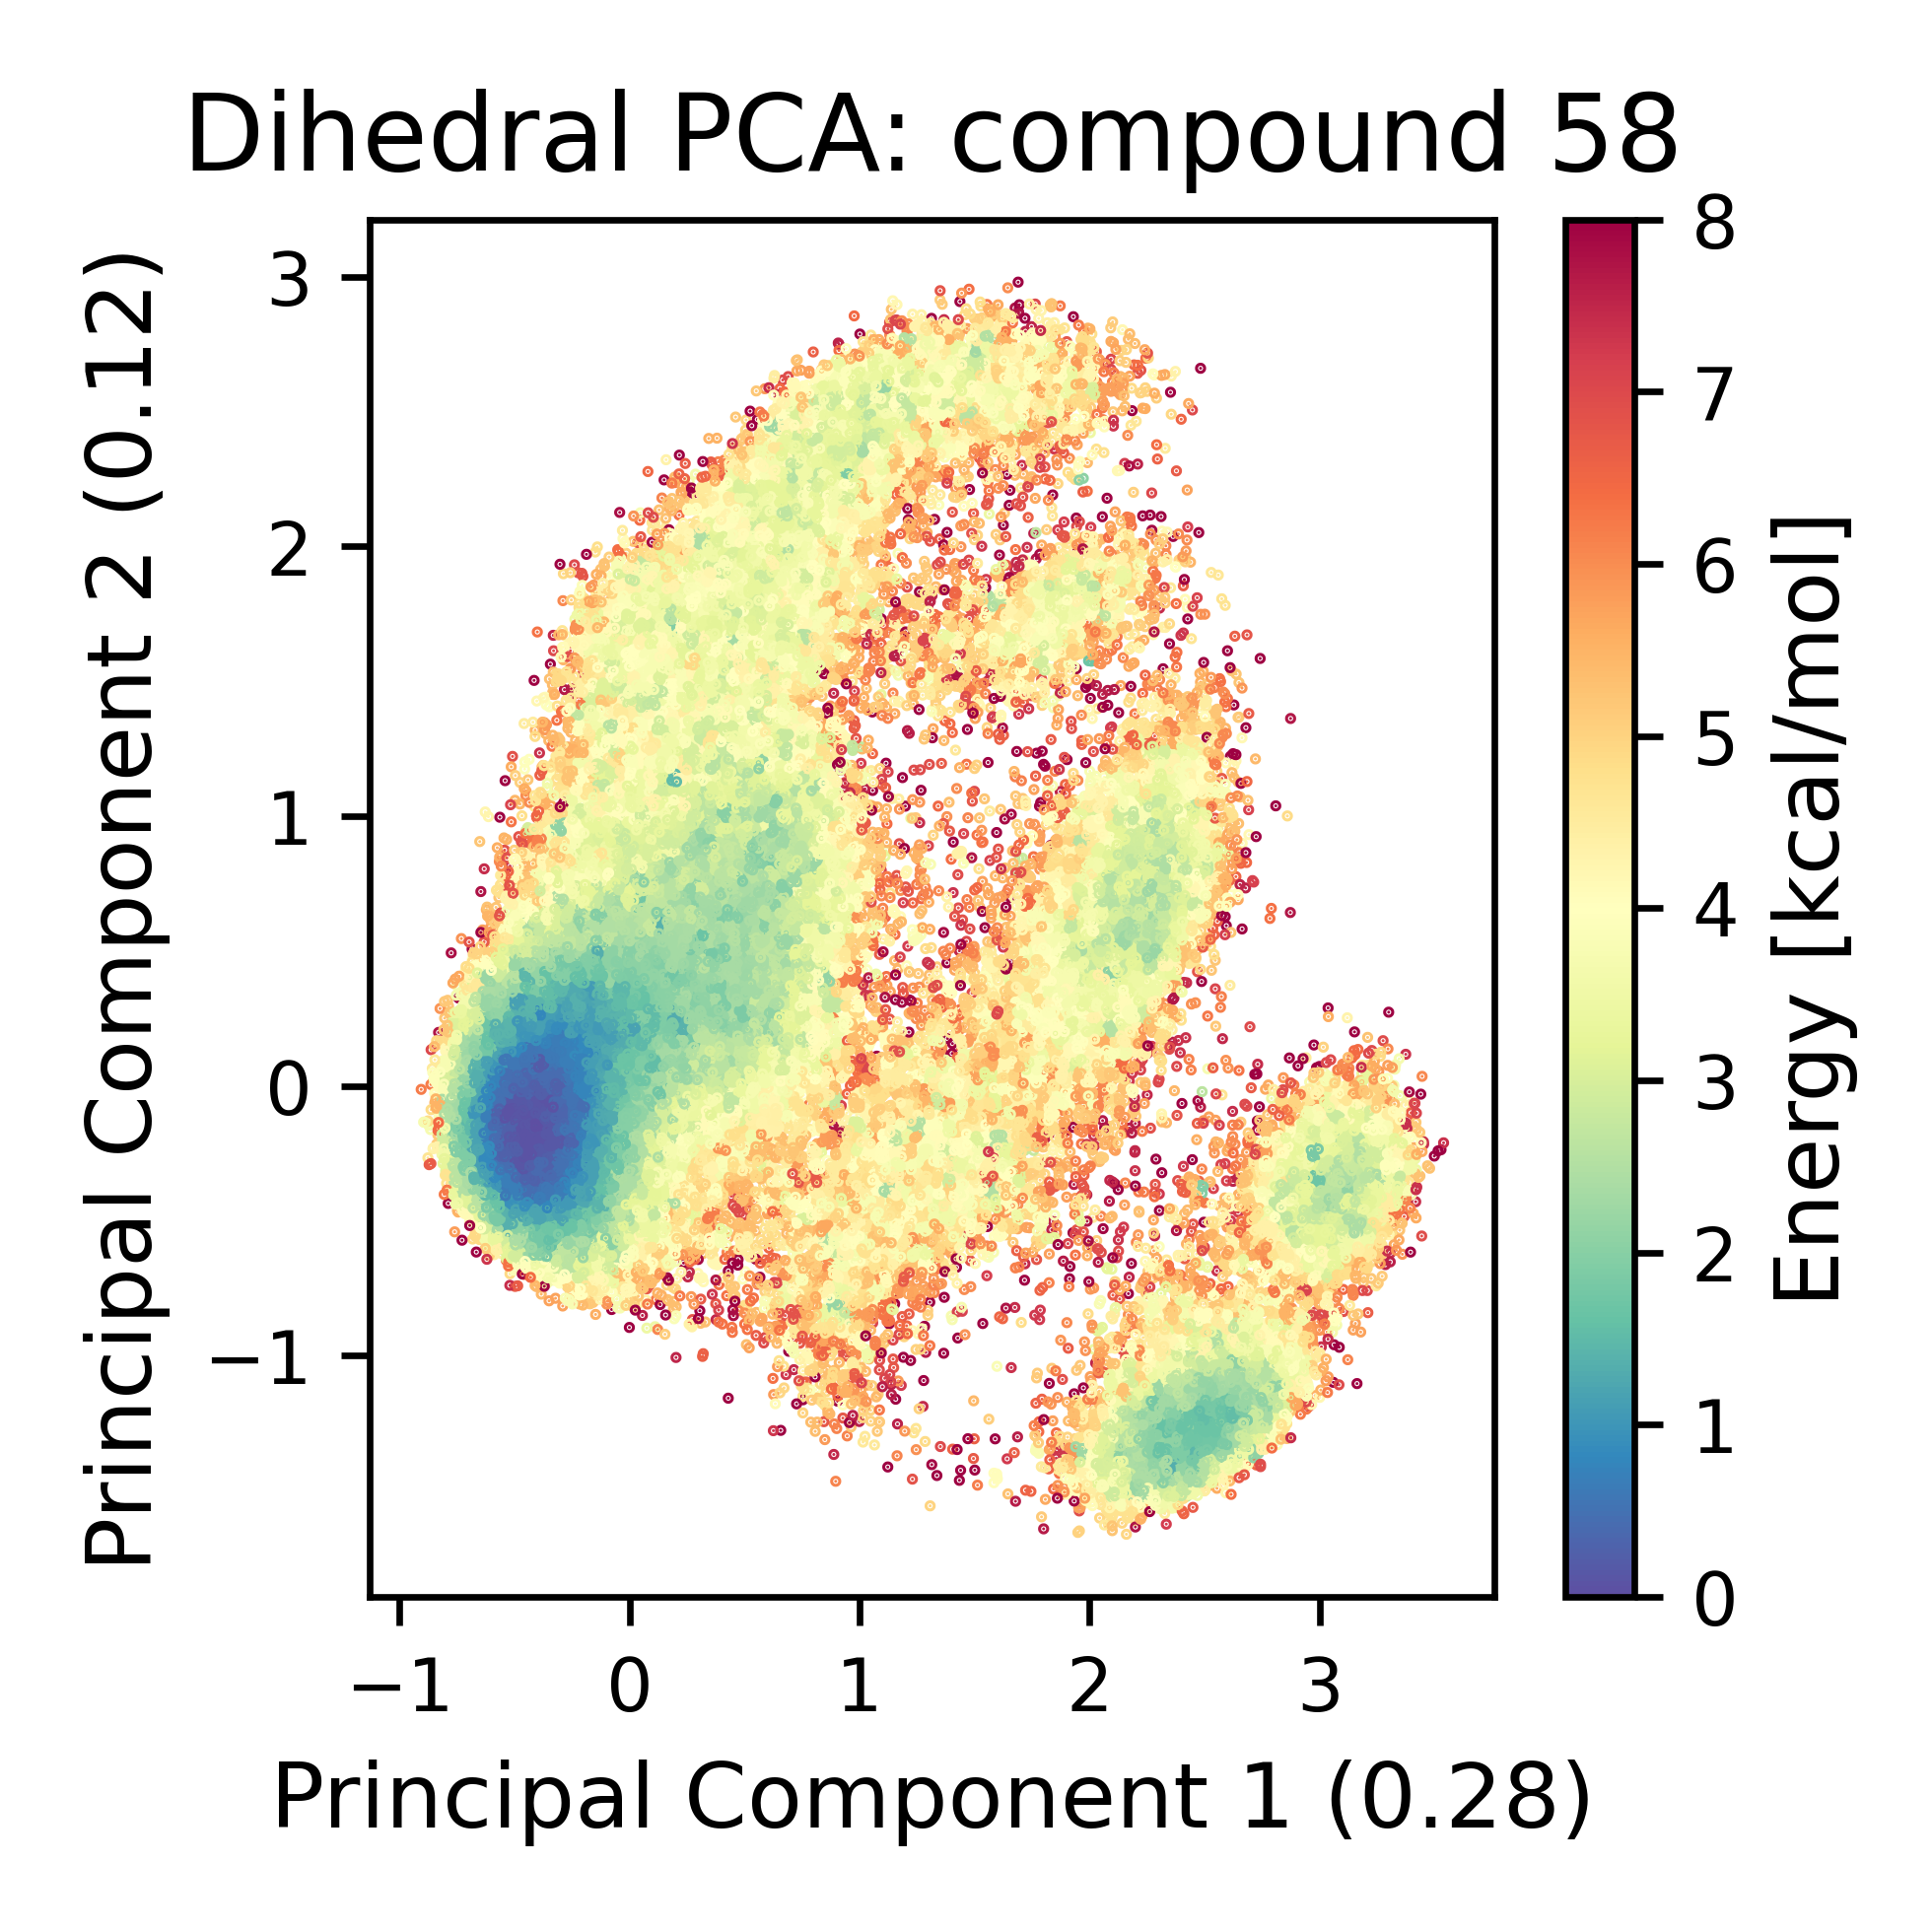 Dihedral PCA: compound 58
Principal Component 2 (0.12)
3
2
1
0
−1
−1 0 1 2 3
Principal Component 1 (0.28)
8
7
6
5
4
3
2
1
0
Energy [kcal/mol]